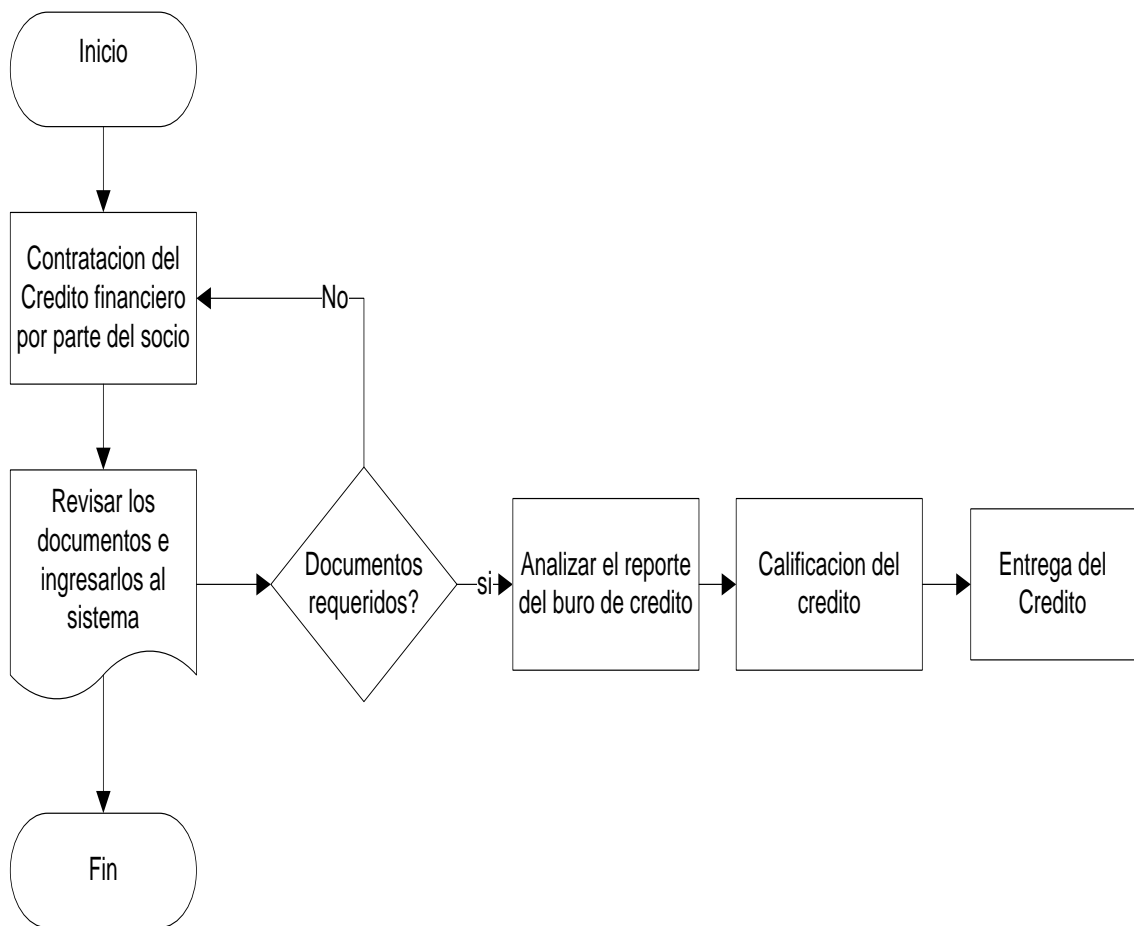 Inicio
Contratacion del
Credito financiero
por parte del socio
No
Revisar los
documentos e
ingresarlos al
sistema
Documentos
requeridos?
si
Analizar el reporte
del buro de credito
Calificacion del
credito
Entrega del
Credito
Fin